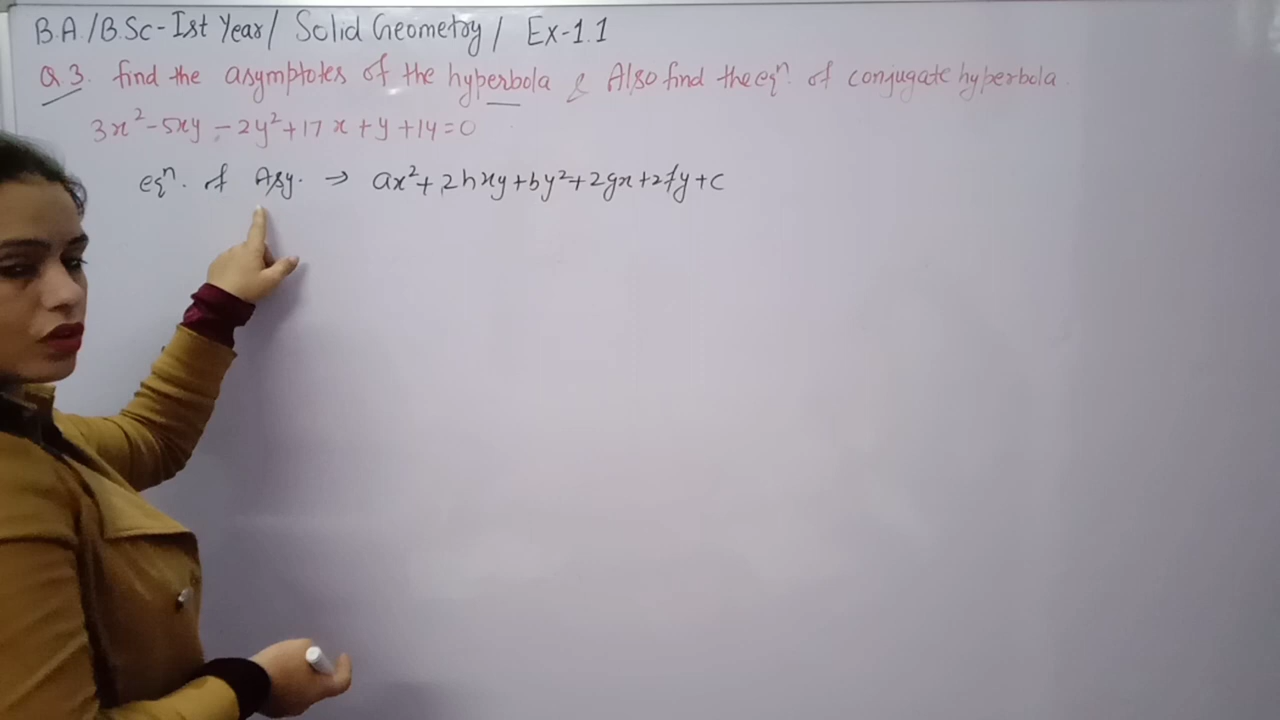 B.A/B.Sc-Ist Year/ Solid Geometry/ Ex-1.1
Q 3. find the asymptotes of the hyperbola & Also find the eqⁿ. of conjugate hyperbola.
3x²-5xy-2y²+17x+y+14=0
eqⁿ. of Asy. → ax²+2hxy+by²+2gx+2fy+c